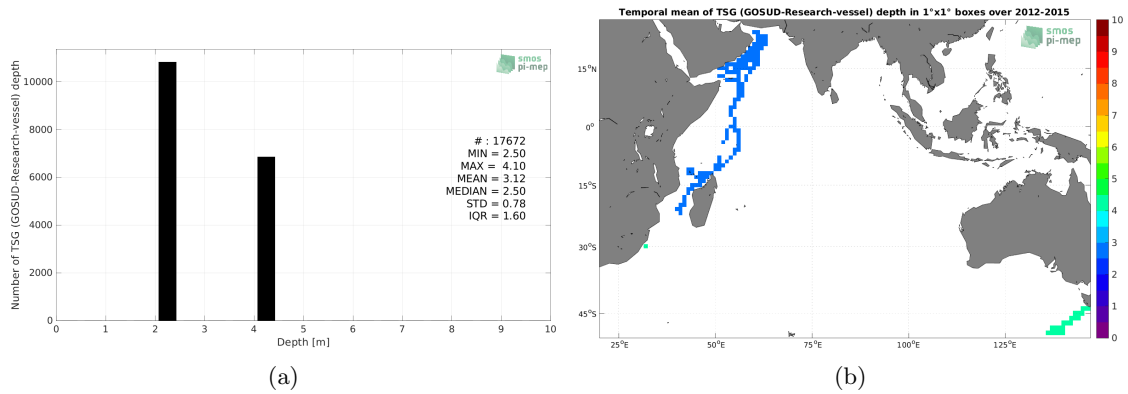 Number of TSG (GOSUD-Research-vessel) depth
10000
8000
6000
4000
2000
0
smos
pi-mep
# : 17672
MIN = 2.50
MAX = 4.10
MEAN = 3.12
MEDIAN = 2.50
STD = 0.78
IQR = 1.60
0 1 2 3 4 5 6 7 8 9 10
Depth [m]
(a)
Temporal mean of TSG (GOSUD-Research-vessel) depth in 1°x1° boxes over 2012-2015
smos
pi-mep
15°N
0°
15°S
30°S
45°S
25°E 50°E 75°E 100°E 125°E
10
9
8
7
6
5
4
3
2
1
0
(b)